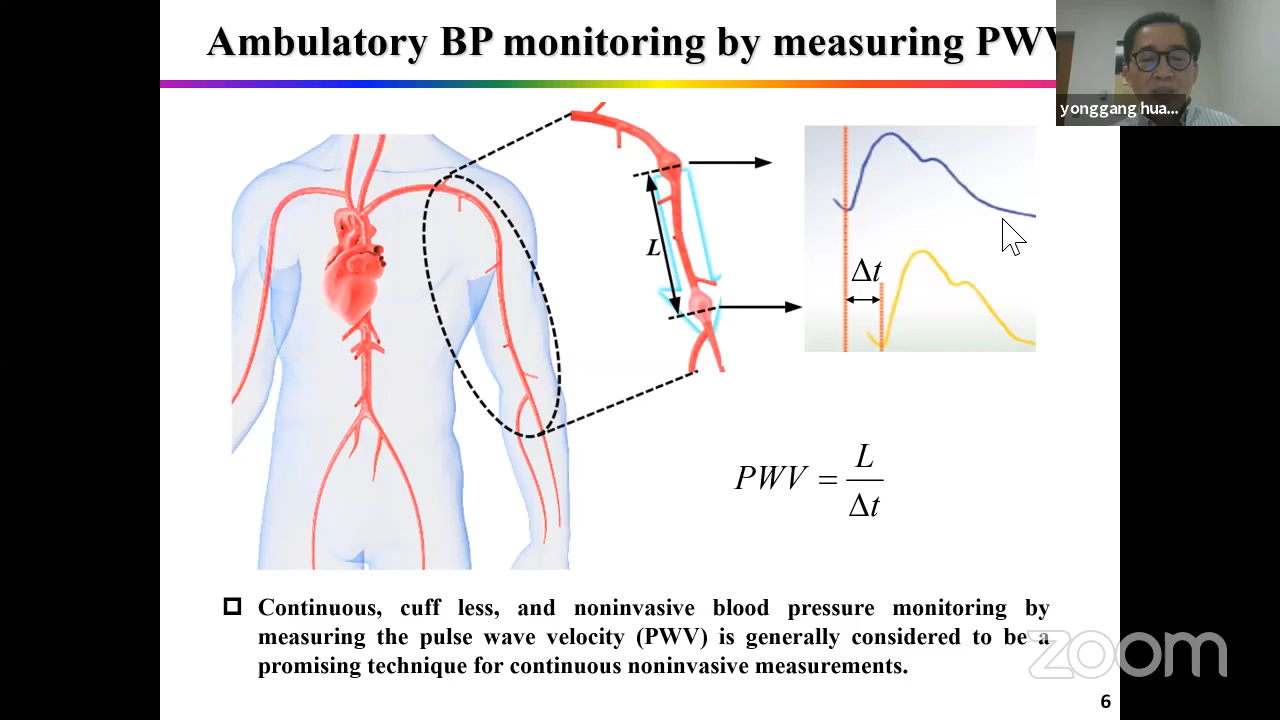 Ambulatory BP monitoring by measuring PWV
yonggang hua...
L
Δt
PWV = L / Δt
Continuous, cuff less, and noninvasive blood pressure monitoring by
measuring the pulse wave velocity (PWV) is generally considered to be a
promising technique for continuous noninvasive measurements.
zoom
6